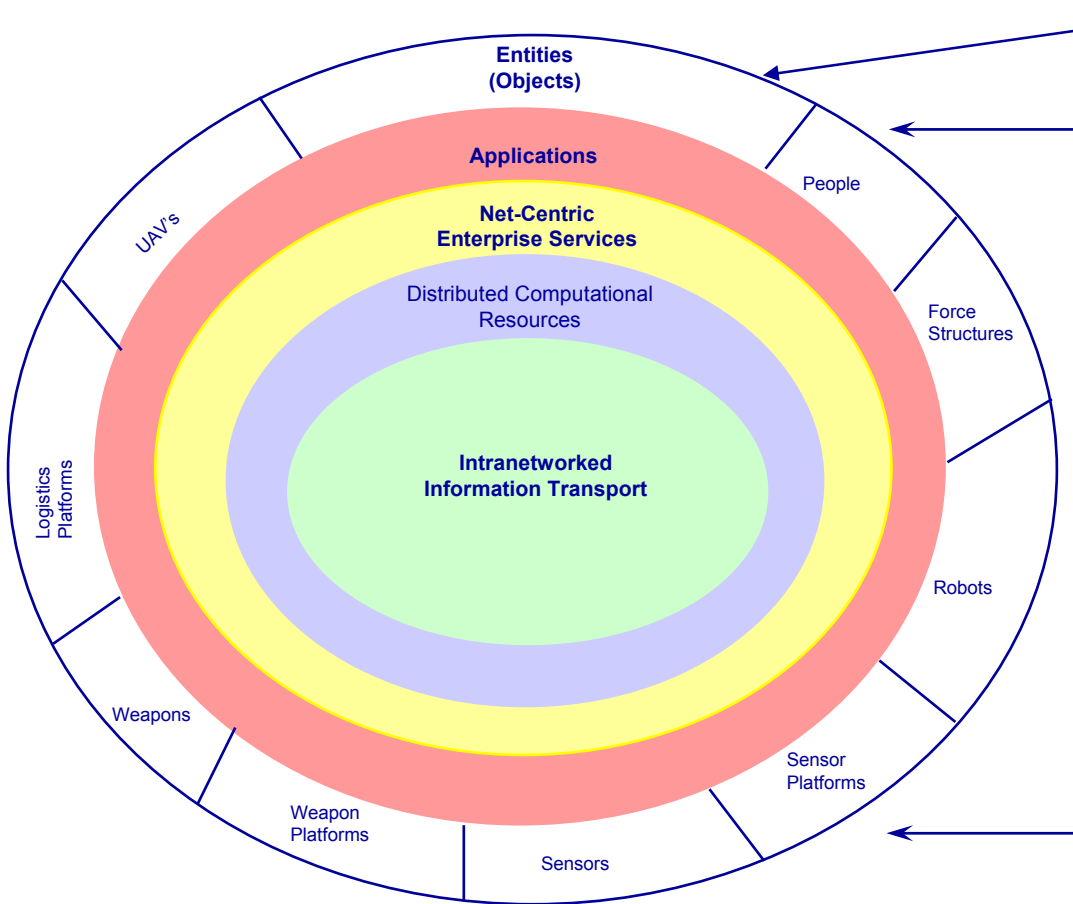 Entities
(Objects)
Applications
People
Net-Centric
Enterprise Services
UAV's
Distributed Computational
Resources
Force
Structures
Intranetworked
Information Transport
Logistics
Platforms
Robots
Weapons
Sensor
Platforms
Weapon
Platforms
Sensors